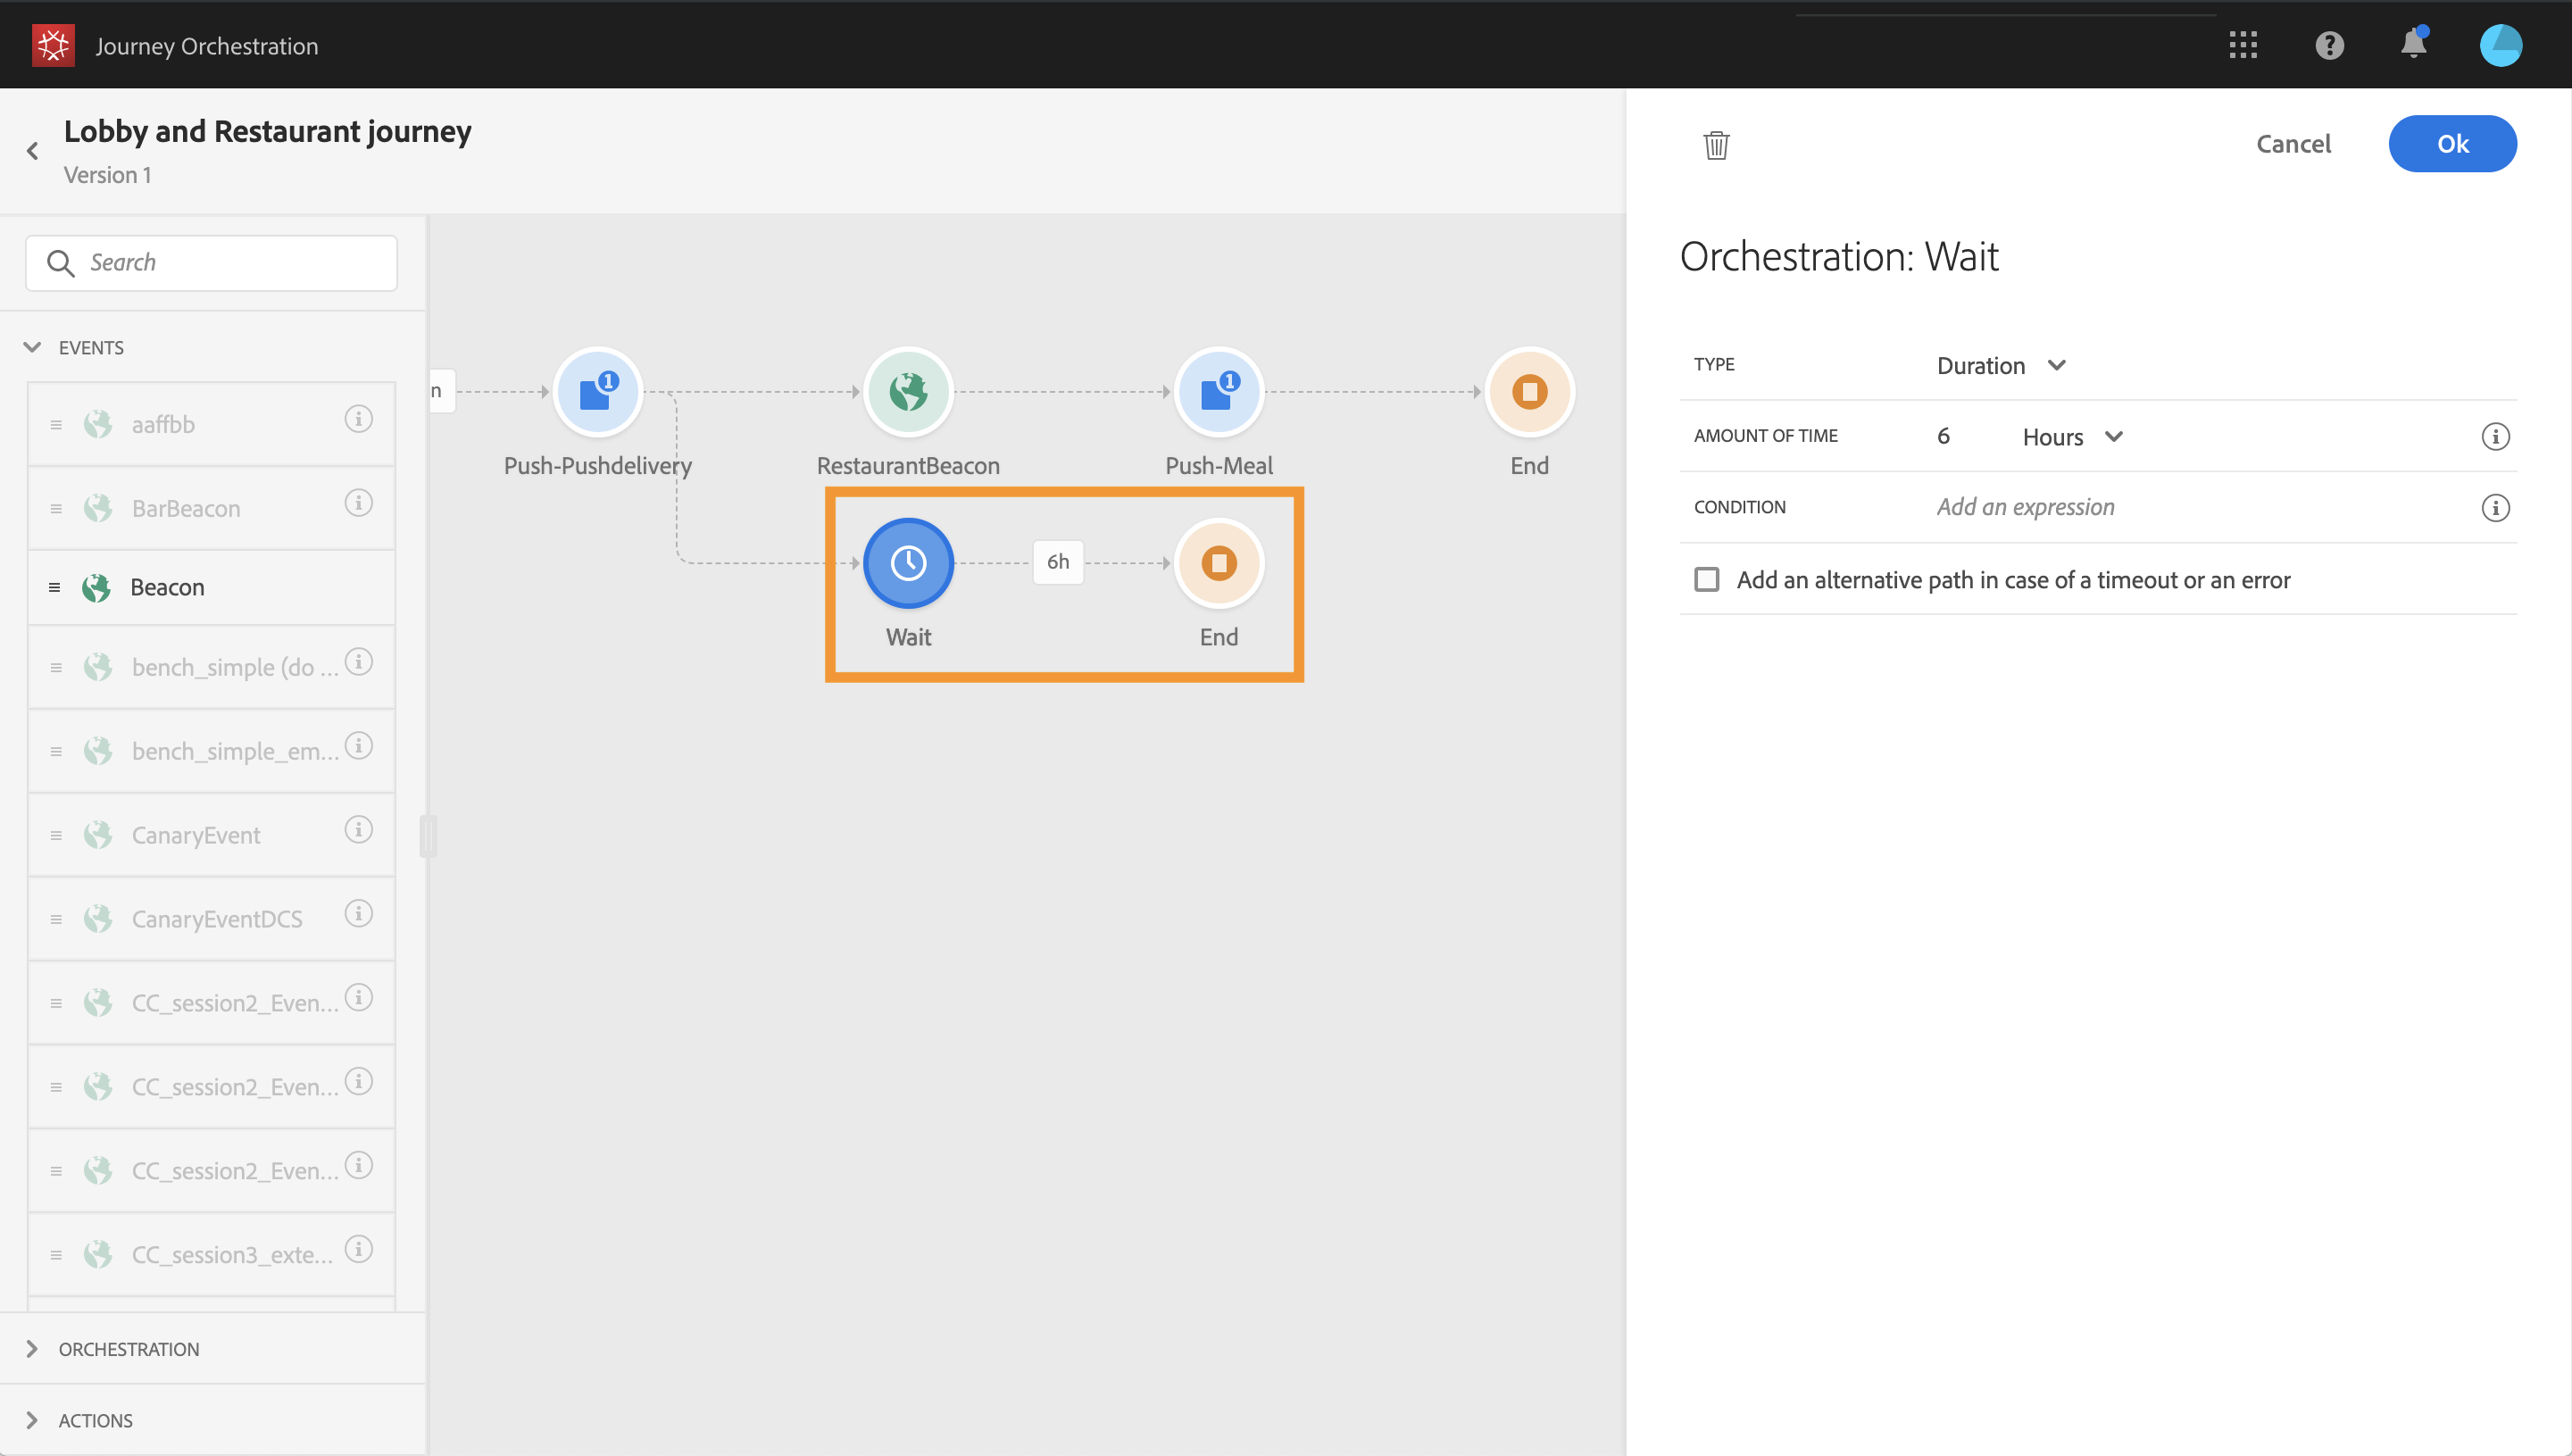 Journey Orchestration
Lobby and Restaurant journey
Version 1
Cancel
Ok
Search
EVENTS
aaffbb
BarBeacon
Beacon
bench_simple (do ...
bench_simple_em...
CanaryEvent
CanaryEventDCS
CC_session2_Even...
CC_session2_Even...
CC_session2_Even...
CC_session3_exte...
ORCHESTRATION
ACTIONS
n
1
1
Push-Pushdelivery
RestaurantBeacon
Push-Meal
End
6h
Wait
End
Orchestration: Wait
TYPE
Duration
AMOUNT OF TIME
6
Hours
CONDITION
Add an expression
Add an alternative path in case of a timeout or an error